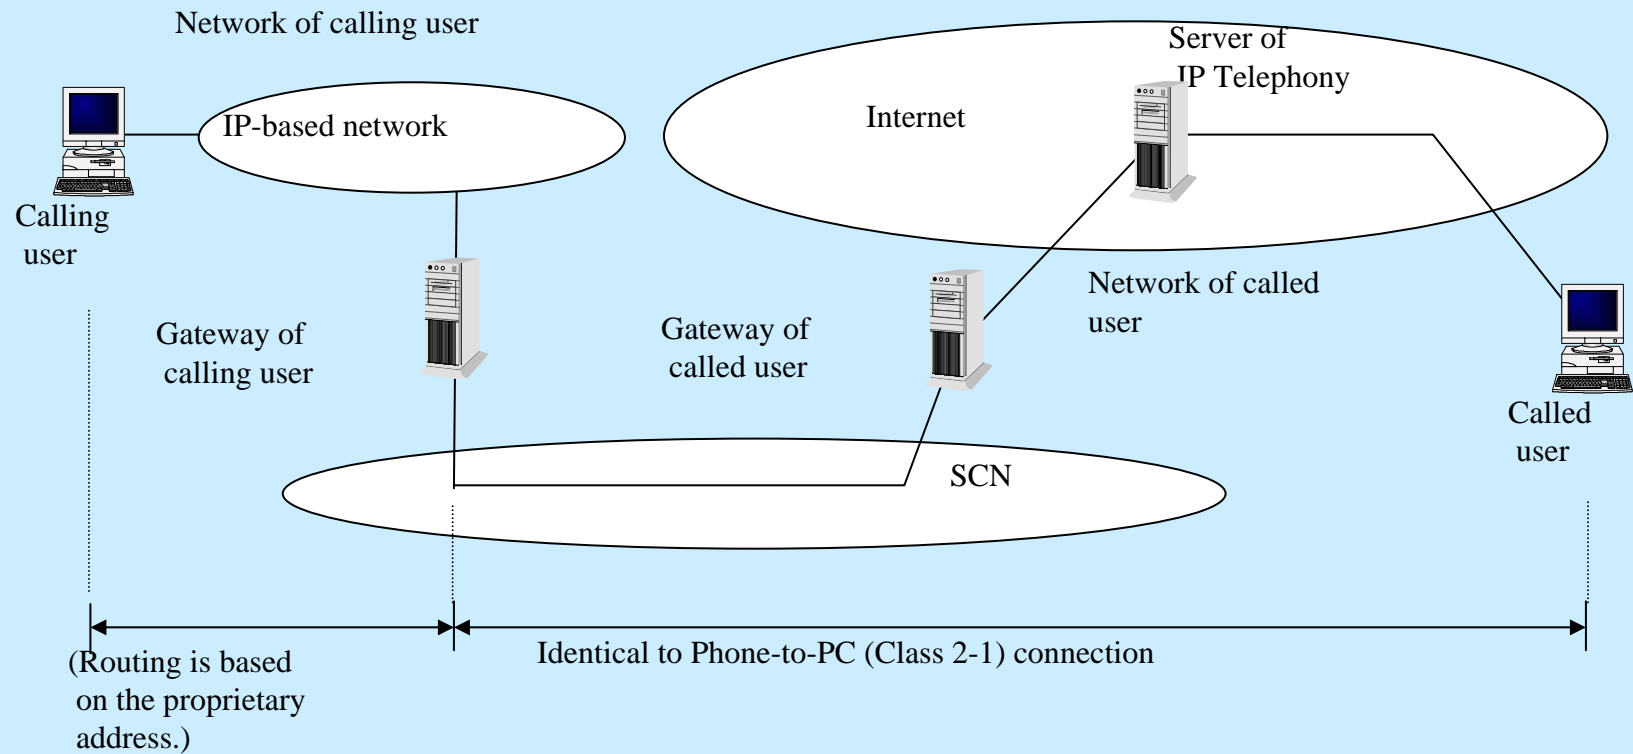 Network of calling user
Server of
IP Telephony
Internet
IP-based network
Calling
user
Network of called
user
Gateway of
calling user
Gateway of
called user
Called
user
SCN
Identical to Phone-to-PC (Class 2-1) connection
(Routing is based
on the proprietary
address.)